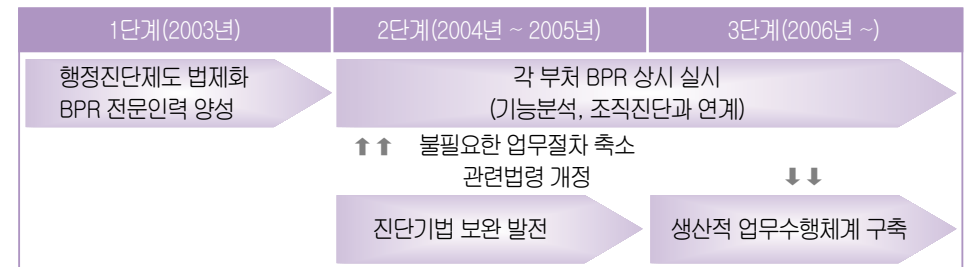 1단계(2003년)
2단계(2004년 ~ 2005년)
3단계(2006년 ~)
행정진단제도 법제화
BPR 전문인력 양성
각 부처 BPR 상시 실시
(기능분석, 조직진단과 연계)
⬆⬆ 불필요한 업무절차 축소
관련법령 개정
⬇⬇
진단기법 보완 발전
생산적 업무수행체계 구축